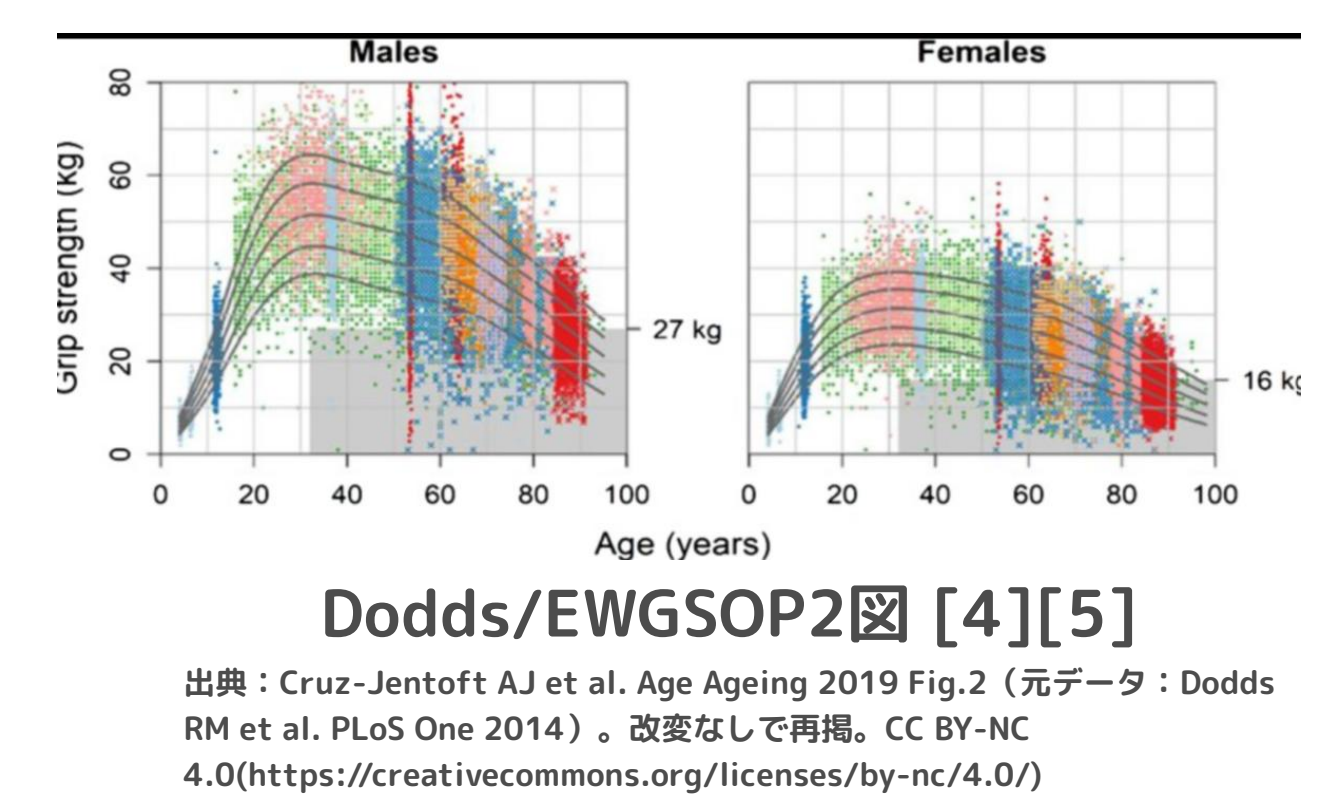 Males Females
80
60
40
20
0
Grip strength (kg)
27 kg
16 kg
0 20 40 60 80 100 0 20 40 60 80 100
Age (years)
Dodds/EWGSOP2図 [4][5]
出典：Cruz-Jentoft AJ et al. Age Ageing 2019 Fig.2（元データ：Dodds
RM et al. PLoS One 2014）。改変なしで再掲。CC BY-NC
4.0(https://creativecommons.org/licenses/by-nc/4.0/)